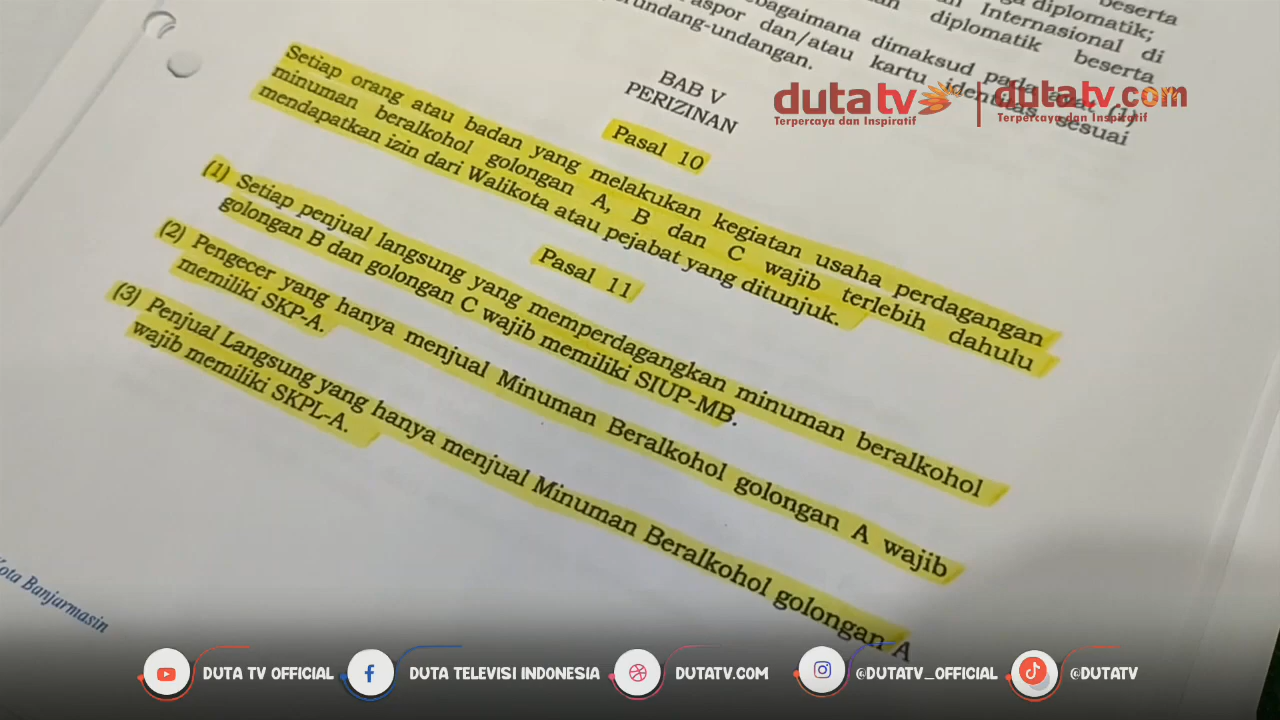 beserta
diplomatik;
Internasional di
diplomatik beserta
sebagaimana dimaksud pada ayat (1)
paspor dan/atau kartu identitas sesuai
perundang-undangan.
BAB V
PERIZINAN
Pasal 10
Setiap orang atau badan yang melakukan kegiatan usaha perdagangan
minuman beralkohol golongan A, B dan C wajib terlebih dahulu
mendapatkan izin dari Walikota atau pejabat yang ditunjuk.
Pasal 11
(1) Setiap penjual langsung yang memperdagangkan minuman beralkohol
golongan B dan golongan C wajib memiliki SIUP-MB.
(2) Pengecer yang hanya menjual Minuman Beralkohol golongan A wajib
memiliki SKP-A.
(3) Penjual Langsung yang hanya menjual Minuman Beralkohol golongan A
wajib memiliki SKPL-A.
Kota Banjarmasin
dutatv
Terpercaya dan Inspiratif
dutatv.com
Terpercaya dan Inspiratif
DUTA TV OFFICIAL
DUTA TELEVISI INDONESIA
DUTATV.COM
@DUTATV_OFFICIAL
@DUTATV